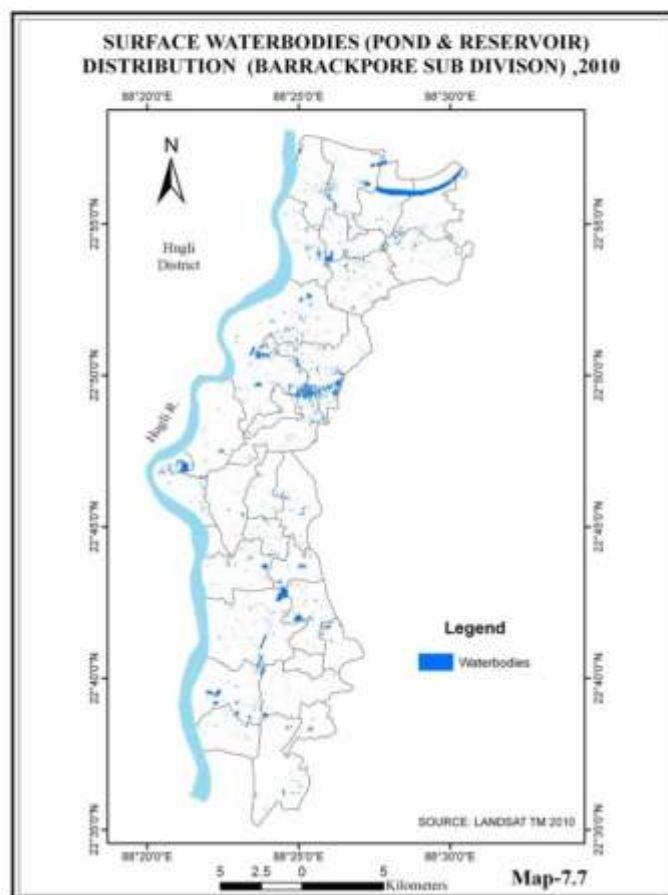 SURFACE WATERBODIES (POND & RESERVOIR)
DISTRIBUTION (BARRACKPORE SUB DIVISON) ,2010
88°20'0"E 88°25'0"E 88°30'0"E
N
22°55'0"N 22°55'0"N
Hugli
District
22°50'0"N 22°50'0"N
Hugli R.
22°45'0"N 22°45'0"N
Legend
Waterbodies
22°40'0"N 22°40'0"N
SOURCE: LANDSAT TM 2010
22°35'0"N 22°35'0"N
88°20'0"E 88°25'0"E 88°30'0"E
5 2.5 0 5
Kilometers
Map-7.7